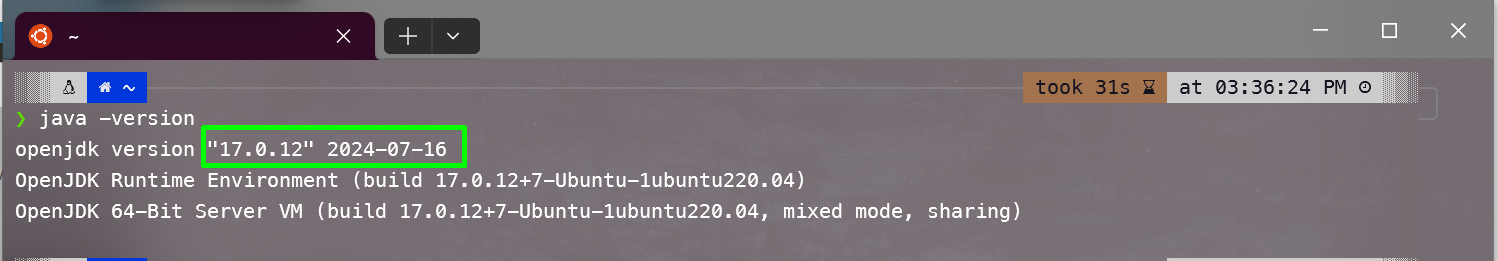 ~
~
took 31s
at 03:36:24 PM
❯ java -version
openjdk version "17.0.12" 2024-07-16
OpenJDK Runtime Environment (build 17.0.12+7-Ubuntu-1ubuntu220.04)
OpenJDK 64-Bit Server VM (build 17.0.12+7-Ubuntu-1ubuntu220.04, mixed mode, sharing)